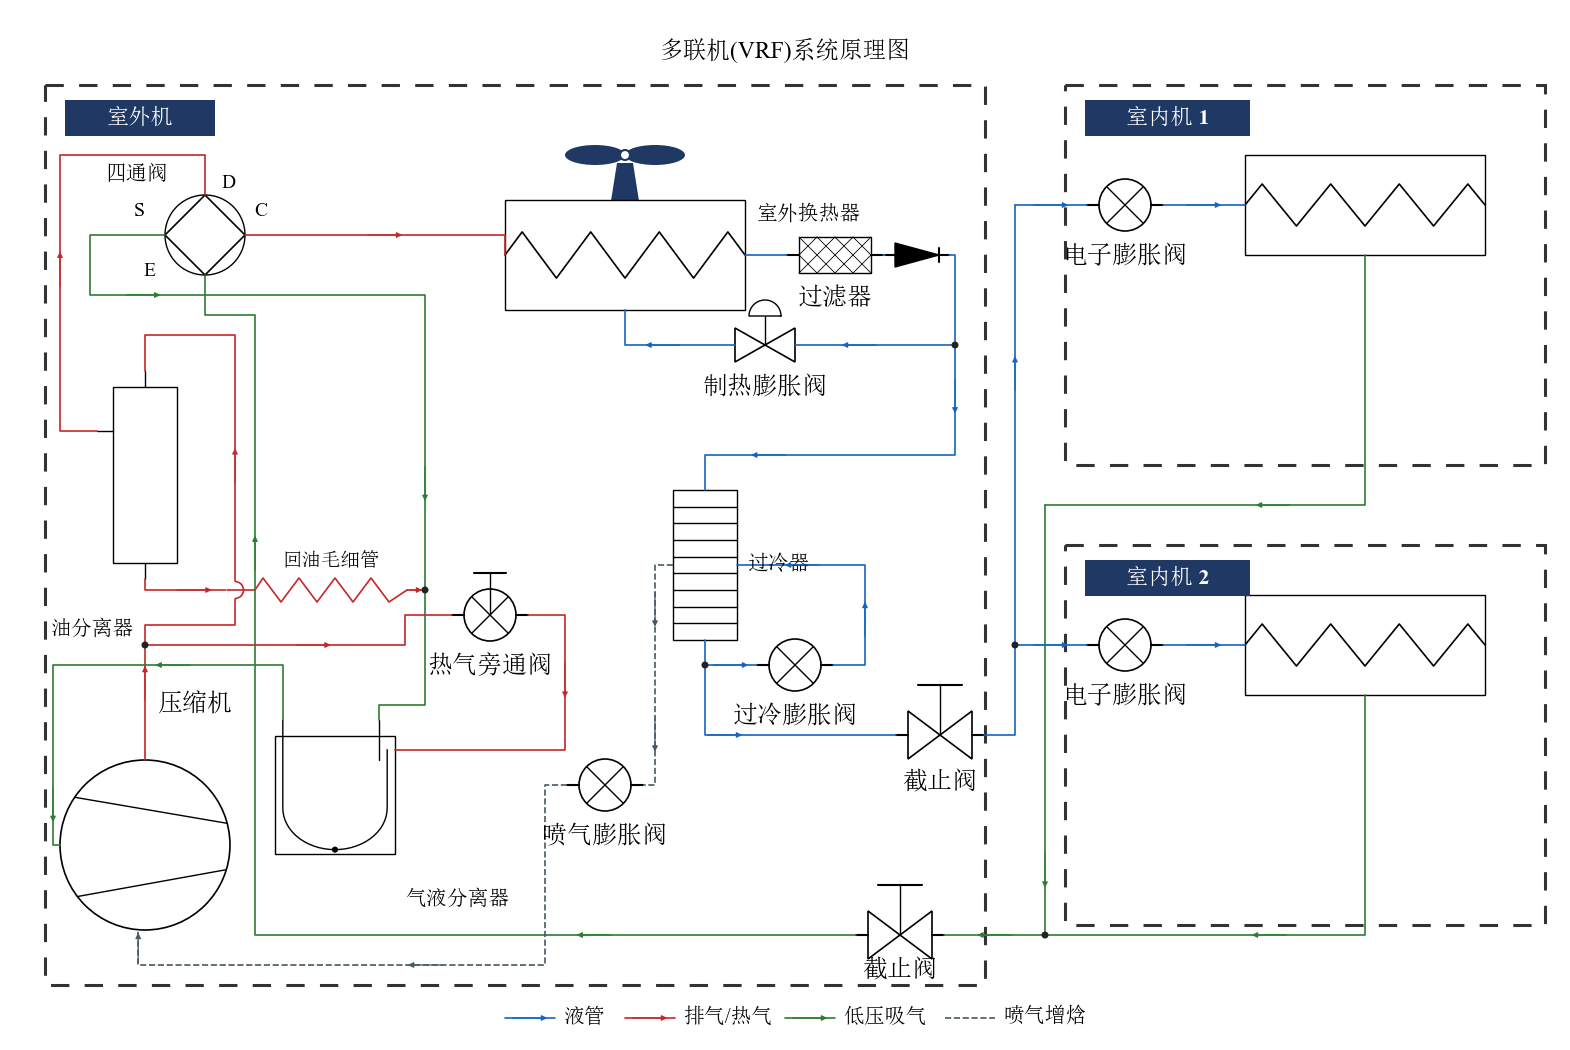 多联机(VRF)系统原理图
室外机
室内机 1
四通阀
D
S
C
E
室外换热器
过滤器
电子膨胀阀
制热膨胀阀
回油毛细管
过冷器
室内机 2
油分离器
热气旁通阀
压缩机
过冷膨胀阀
电子膨胀阀
截止阀
喷气膨胀阀
气液分离器
截止阀
液管
排气/热气
低压吸气
喷气增焓